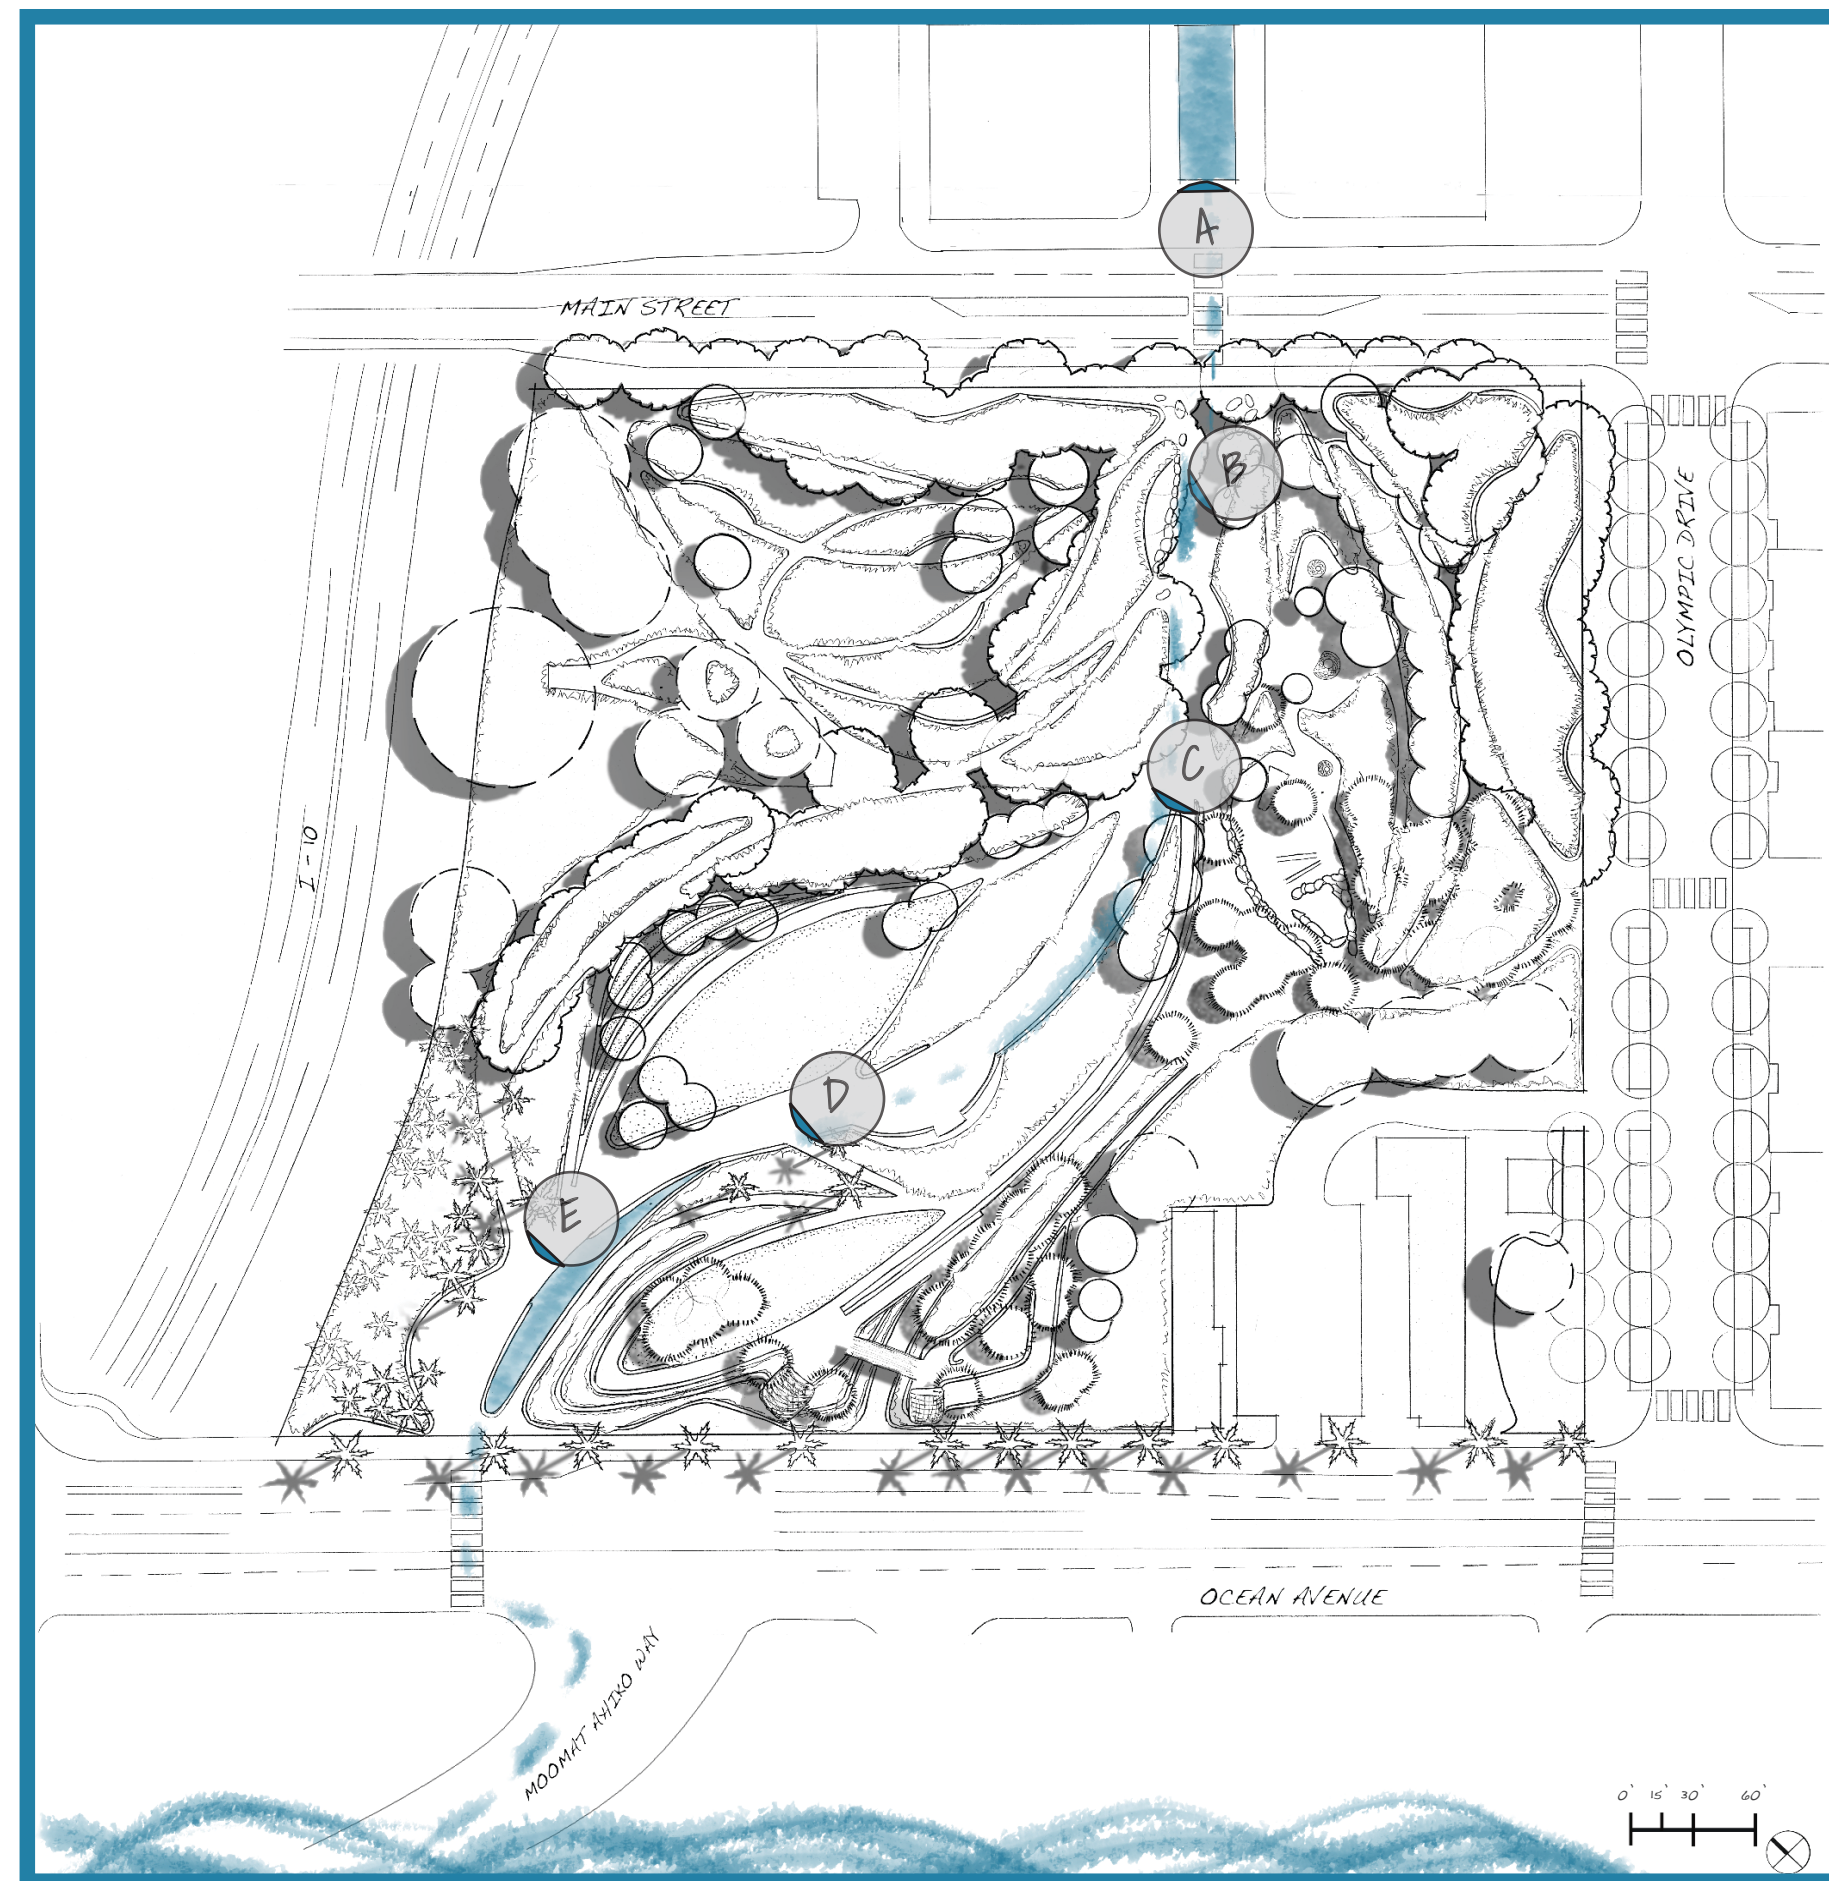 A
MAIN STREET
B
OLYMPIC DRIVE
C
I-10
D
E
OCEAN AVENUE
MOOMAT AHIKO WAY
0' 15' 30' 60'